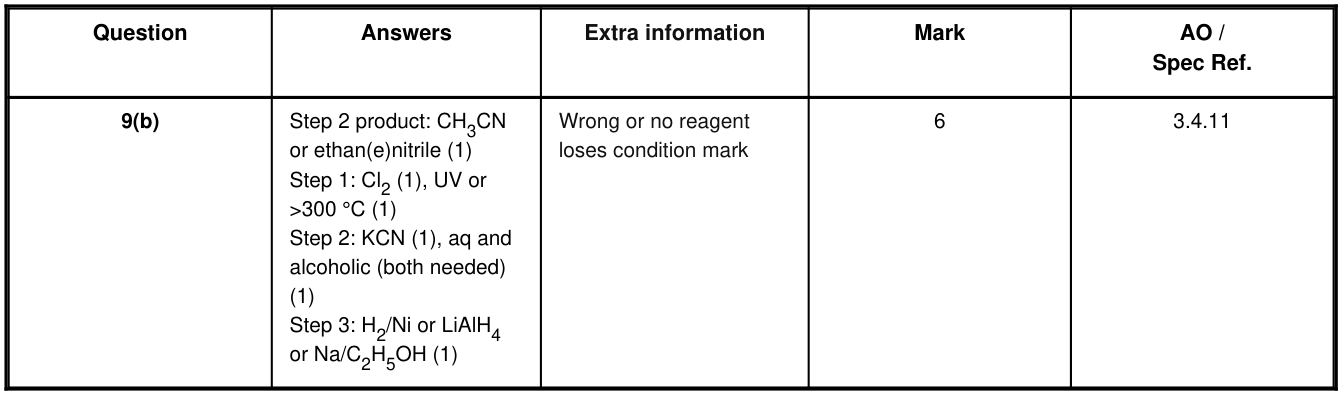 Question Answers Extra information Mark AO /
Spec Ref.
9(b) Step 2 product: CH3CN Wrong or no reagent 6 3.4.11
or ethan(e)nitrile (1) loses condition mark
Step 1: Cl2 (1), UV or
>300 °C (1)
Step 2: KCN (1), aq and
alcoholic (both needed)
(1)
Step 3: H2/Ni or LiAlH4
or Na/C2H5OH (1)